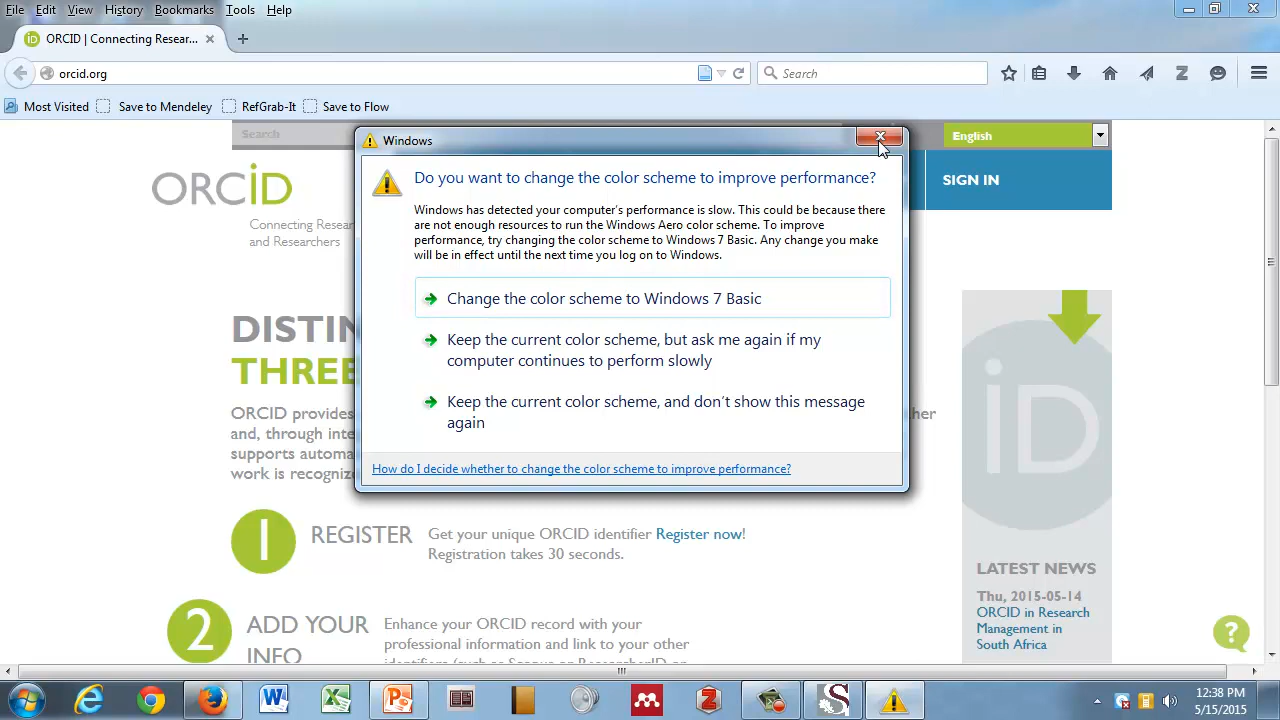 File Edit View History Bookmarks Tools Help
iD ORCID | Connecting Resear...
orcid.org
Search
Most Visited Save to Mendeley RefGrab-It Save to Flow
Search
English
ORCiD
SIGN IN
Connecting Resear
and Researchers
Windows
Do you want to change the color scheme to improve performance?
Windows has detected your computer's performance is slow. This could be because there
are not enough resources to run the Windows Aero color scheme. To improve
performance, try changing the color scheme to Windows 7 Basic. Any change you make
will be in effect until the next time you log on to Windows.
Change the color scheme to Windows 7 Basic
Keep the current color scheme, but ask me again if my
computer continues to perform slowly
Keep the current color scheme, and don't show this message
again
How do I decide whether to change the color scheme to improve performance?
DISTIN
THREE
ORCID provides
her
and, through inte
supports automa
work is recognize
iD
1 REGISTER
Get your unique ORCID identifier Register now!
Registration takes 30 seconds.
2 ADD YOUR
INFO
Enhance your ORCID record with your
professional information and link to your other
LATEST NEWS
Thu, 2015-05-14
ORCID in Research
Management in
South Africa
?
12:38 PM
5/15/2015